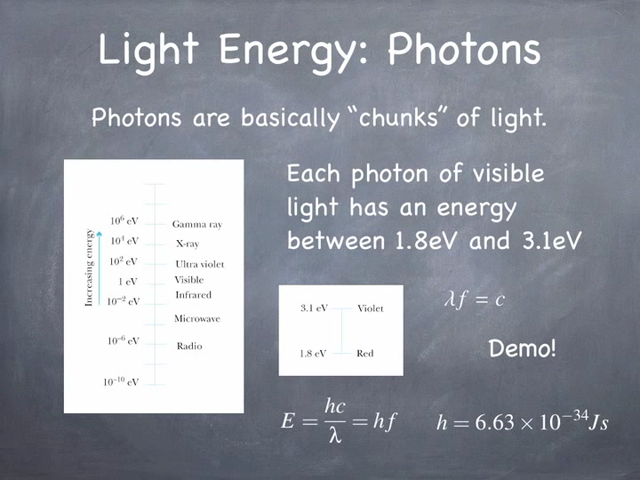 Light Energy: Photons
Photons are basically “chunks” of light.
Increasing energy
10⁶ eV Gamma ray
10⁴ eV X-ray
10² eV Ultra violet
1 eV Visible
10⁻² eV Infrared
Microwave
10⁻⁶ eV Radio
10⁻¹⁰ eV
Each photon of visible
light has an energy
between 1.8eV and 3.1eV
3.1 eV Violet
1.8 eV Red
λf = c
Demo!
E = hc/λ = hf
h = 6.63 × 10⁻³⁴Js